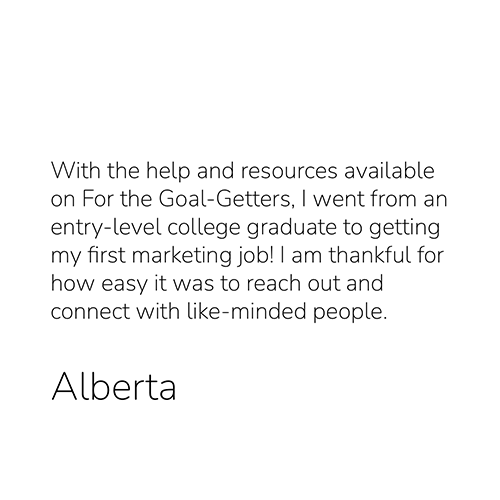 With the help and resources available
on For the Goal-Getters, I went from an
entry-level college graduate to getting
my first marketing job! I am thankful for
how easy it was to reach out and
connect with like-minded people.
Alberta